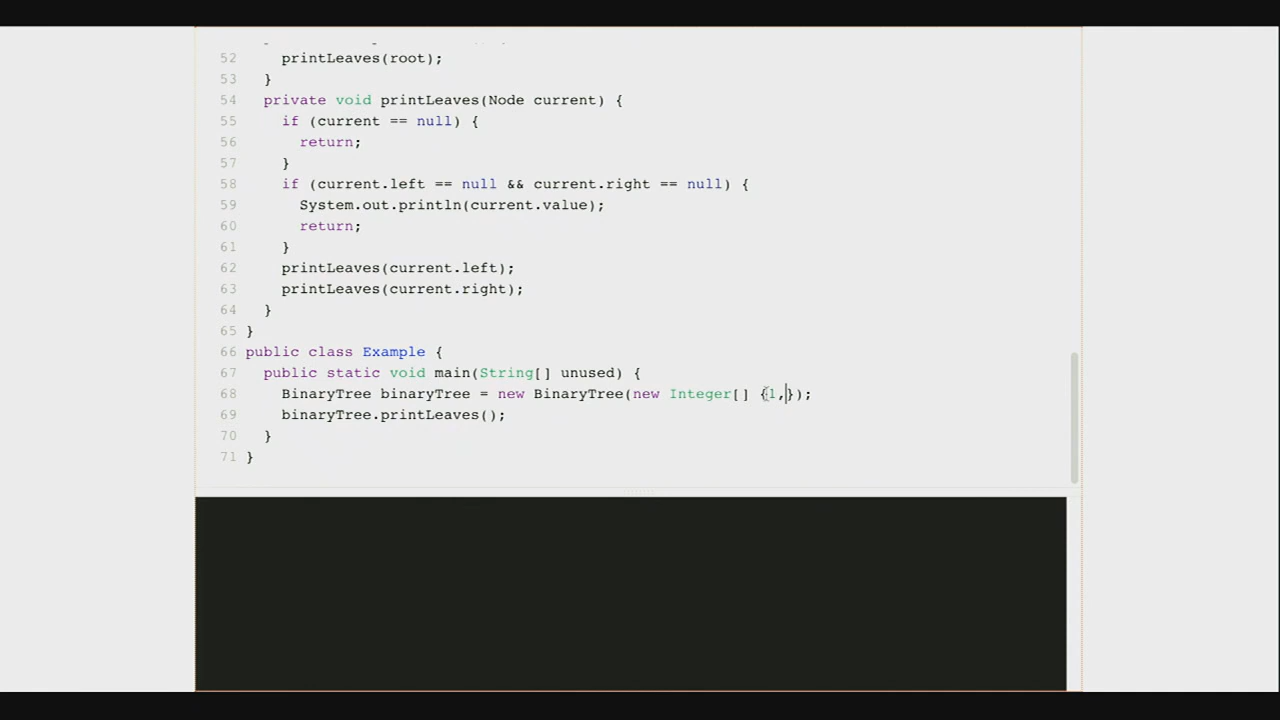 52 printLeaves(root);
53 }
54 private void printLeaves(Node current) {
55 if (current == null) {
56 return;
57 }
58 if (current.left == null && current.right == null) {
59 System.out.println(current.value);
60 return;
61 }
62 printLeaves(current.left);
63 printLeaves(current.right);
64 }
65 }
66 public class Example {
67 public static void main(String[] unused) {
68 BinaryTree binaryTree = new BinaryTree(new Integer[] {1,});
69 binaryTree.printLeaves();
70 }
71 }